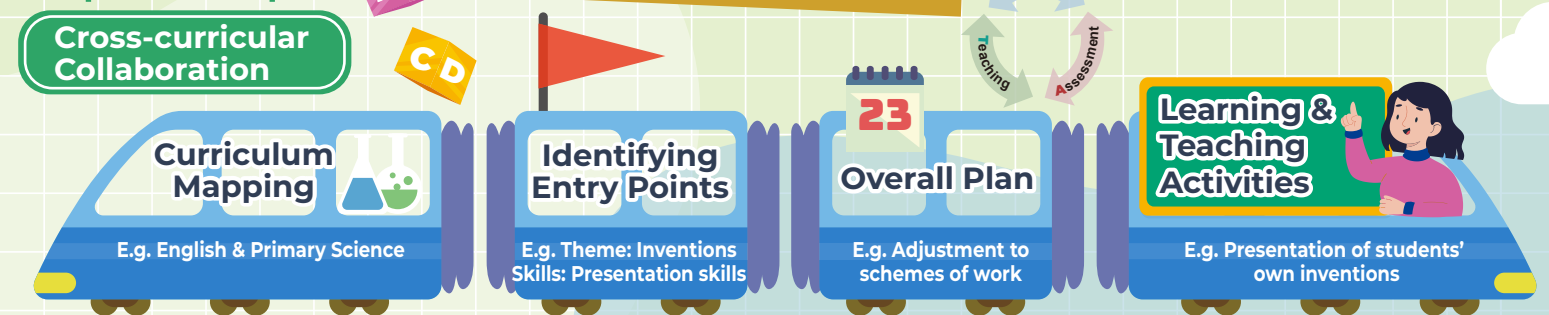 Cross-curricular
Collaboration
C D
Teaching
Assessment
23
Curriculum
Mapping
E.g. English & Primary Science
Identifying
Entry Points
E.g. Theme: Inventions
Skills: Presentation skills
Overall Plan
E.g. Adjustment to
schemes of work
Learning &
Teaching
Activities
E.g. Presentation of students’
own inventions